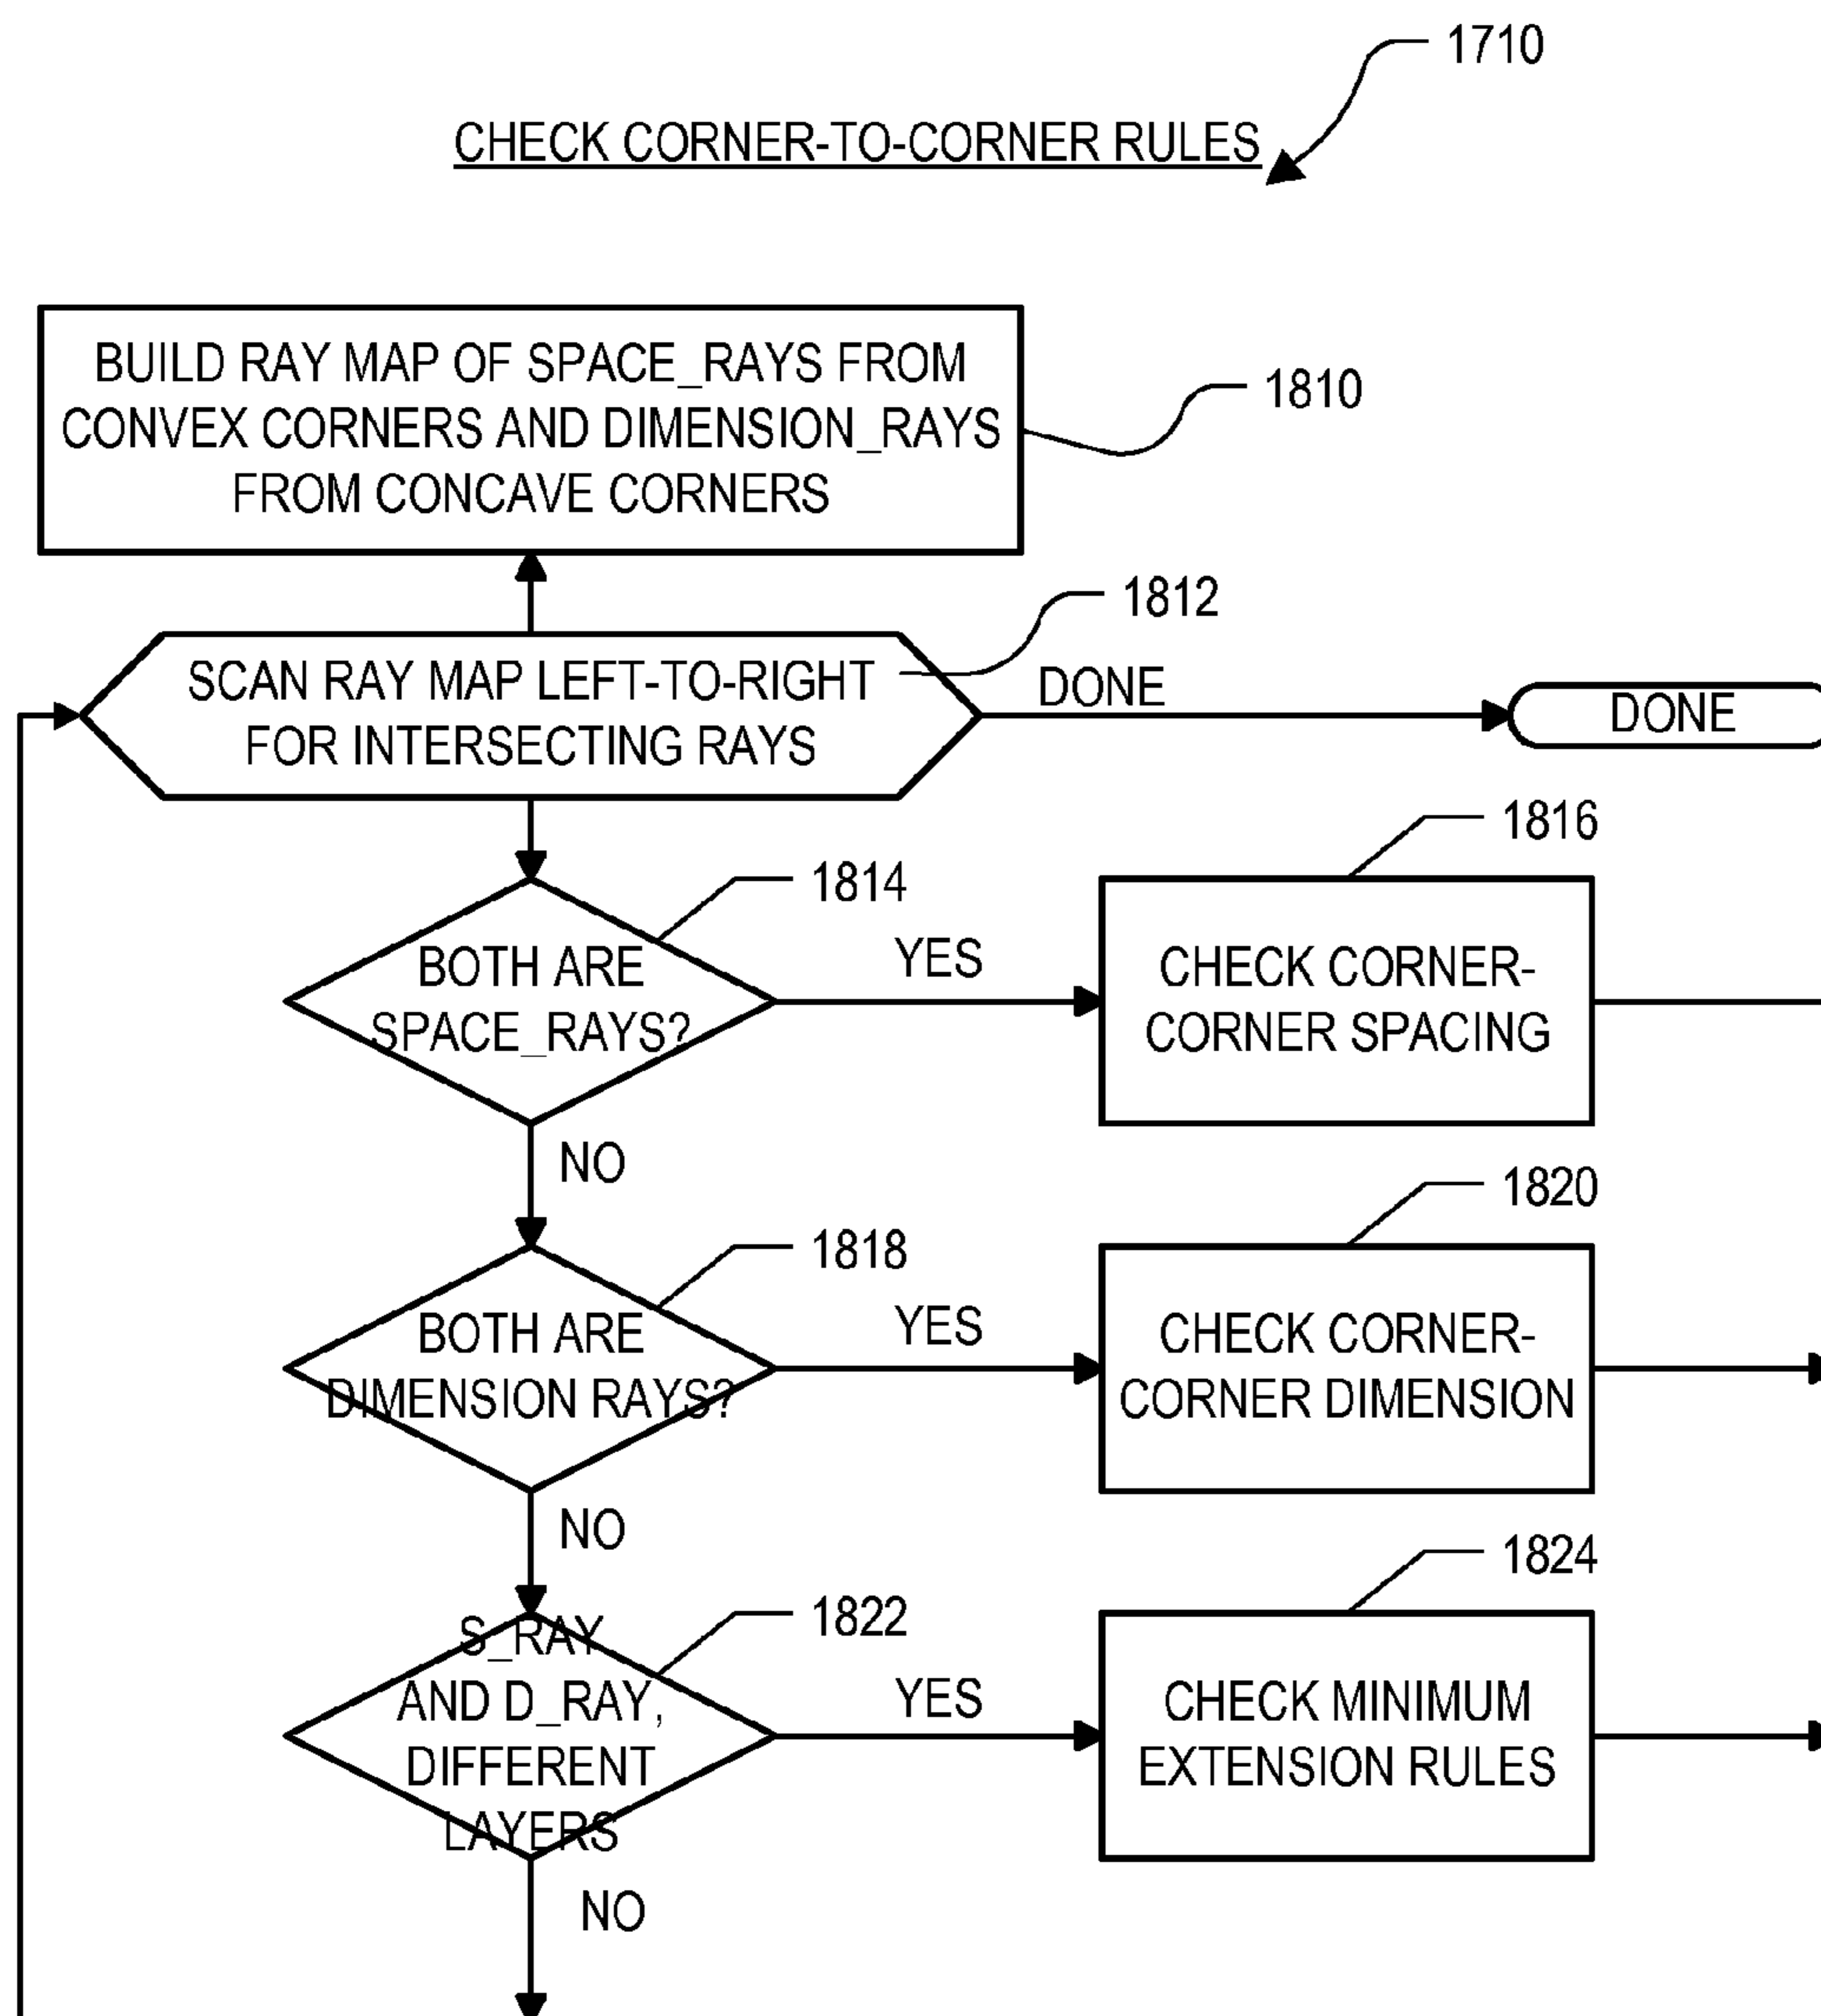 1710
CHECK CORNER-TO-CORNER RULES
BUILD RAY MAP OF SPACE_RAYS FROM
CONVEX CORNERS AND DIMENSION_RAYS
FROM CONCAVE CORNERS
1810
1812
SCAN RAY MAP LEFT-TO-RIGHT
FOR INTERSECTING RAYS
DONE
DONE
1814
BOTH ARE
SPACE_RAYS?
YES
1816
CHECK CORNER-
CORNER SPACING
NO
1818
BOTH ARE
DIMENSION RAYS?
YES
1820
CHECK CORNER-
CORNER DIMENSION
NO
1822
S_RAY
AND D_RAY,
DIFFERENT
LAYERS
YES
1824
CHECK MINIMUM
EXTENSION RULES
NO